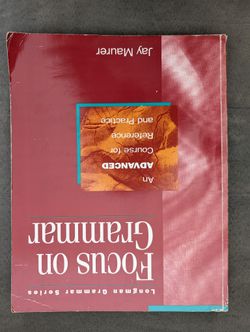 Longman Grammar Series
Focus on
Grammar
An
ADVANCED
Course for
Reference
and Practice
Jay Maurer